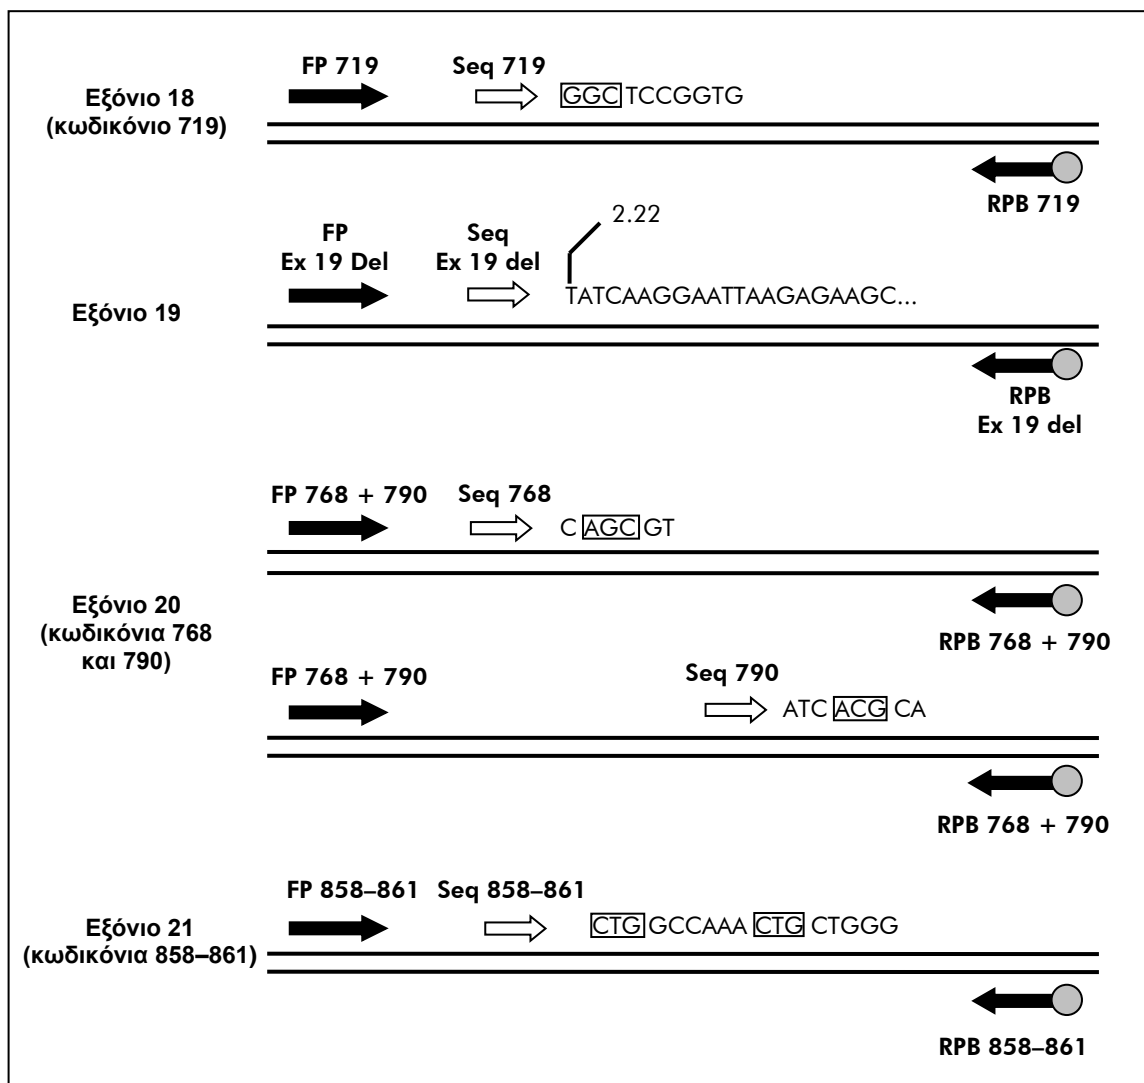 FP 719
Seq 719
GGC TCCGGTG
Εξόνιο 18
(κωδικόνιο 719)
RPB 719
2.22
FP
Ex 19 Del
Seq
Ex 19 del
TATCAAGGAATTAAGAGAAGC...
Εξόνιο 19
RPB
Ex 19 del
FP 768 + 790
Seq 768
C AGC GT
Εξόνιο 20
(κωδικόνια 768
και 790)
RPB 768 + 790
FP 768 + 790
Seq 790
ATC ACG CA
RPB 768 + 790
FP 858–861
Seq 858–861
CTG GCCAAA CTG CTGGG
Εξόνιο 21
(κωδικόνια 858–861)
RPB 858–861